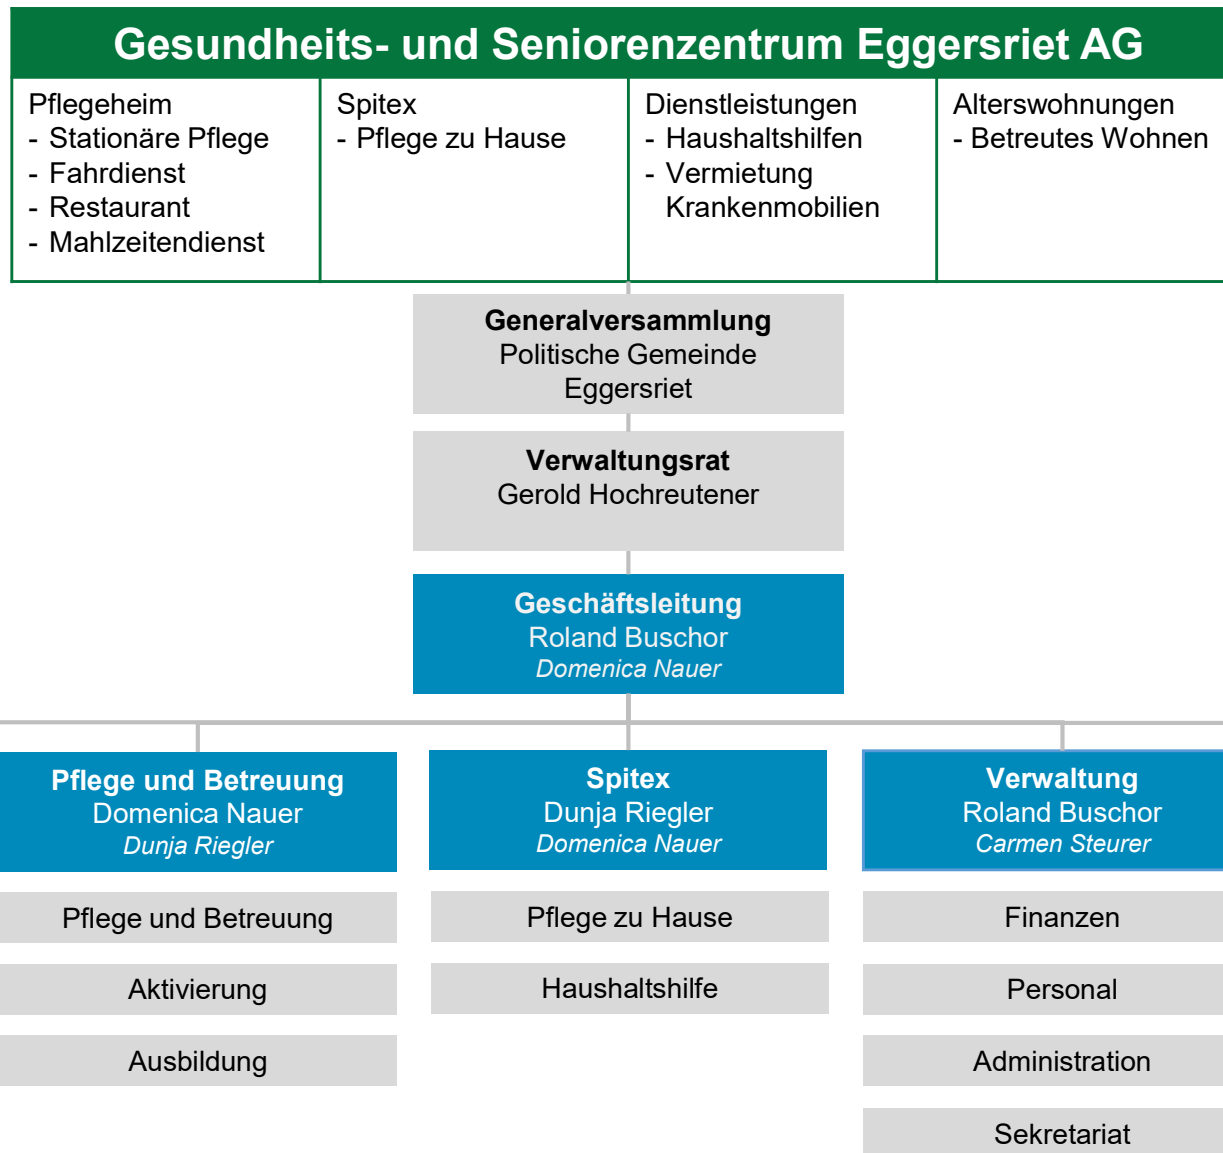 Gesundheits- und Seniorenzentrum Eggersriet AG
Pflegeheim
- Stationäre Pflege
- Fahrdienst
- Restaurant
- Mahlzeitendienst
Spitex
- Pflege zu Hause
Dienstleistungen
- Haushaltshilfen
- Vermietung
Krankenmobilien
Alterswohnungen
- Betreutes Wohnen
Generalversammlung
Politische Gemeinde
Eggersriet
Verwaltungsrat
Gerold Hochreutener
Geschäftsleitung
Roland Buschor
Domenica Nauer
Pflege und Betreuung
Domenica Nauer
Dunja Riegler
Pflege und Betreuung
Aktivierung
Ausbildung
Spitex
Dunja Riegler
Domenica Nauer
Pflege zu Hause
Haushaltshilfe
Verwaltung
Roland Buschor
Carmen Steurer
Finanzen
Personal
Administration
Sekretariat